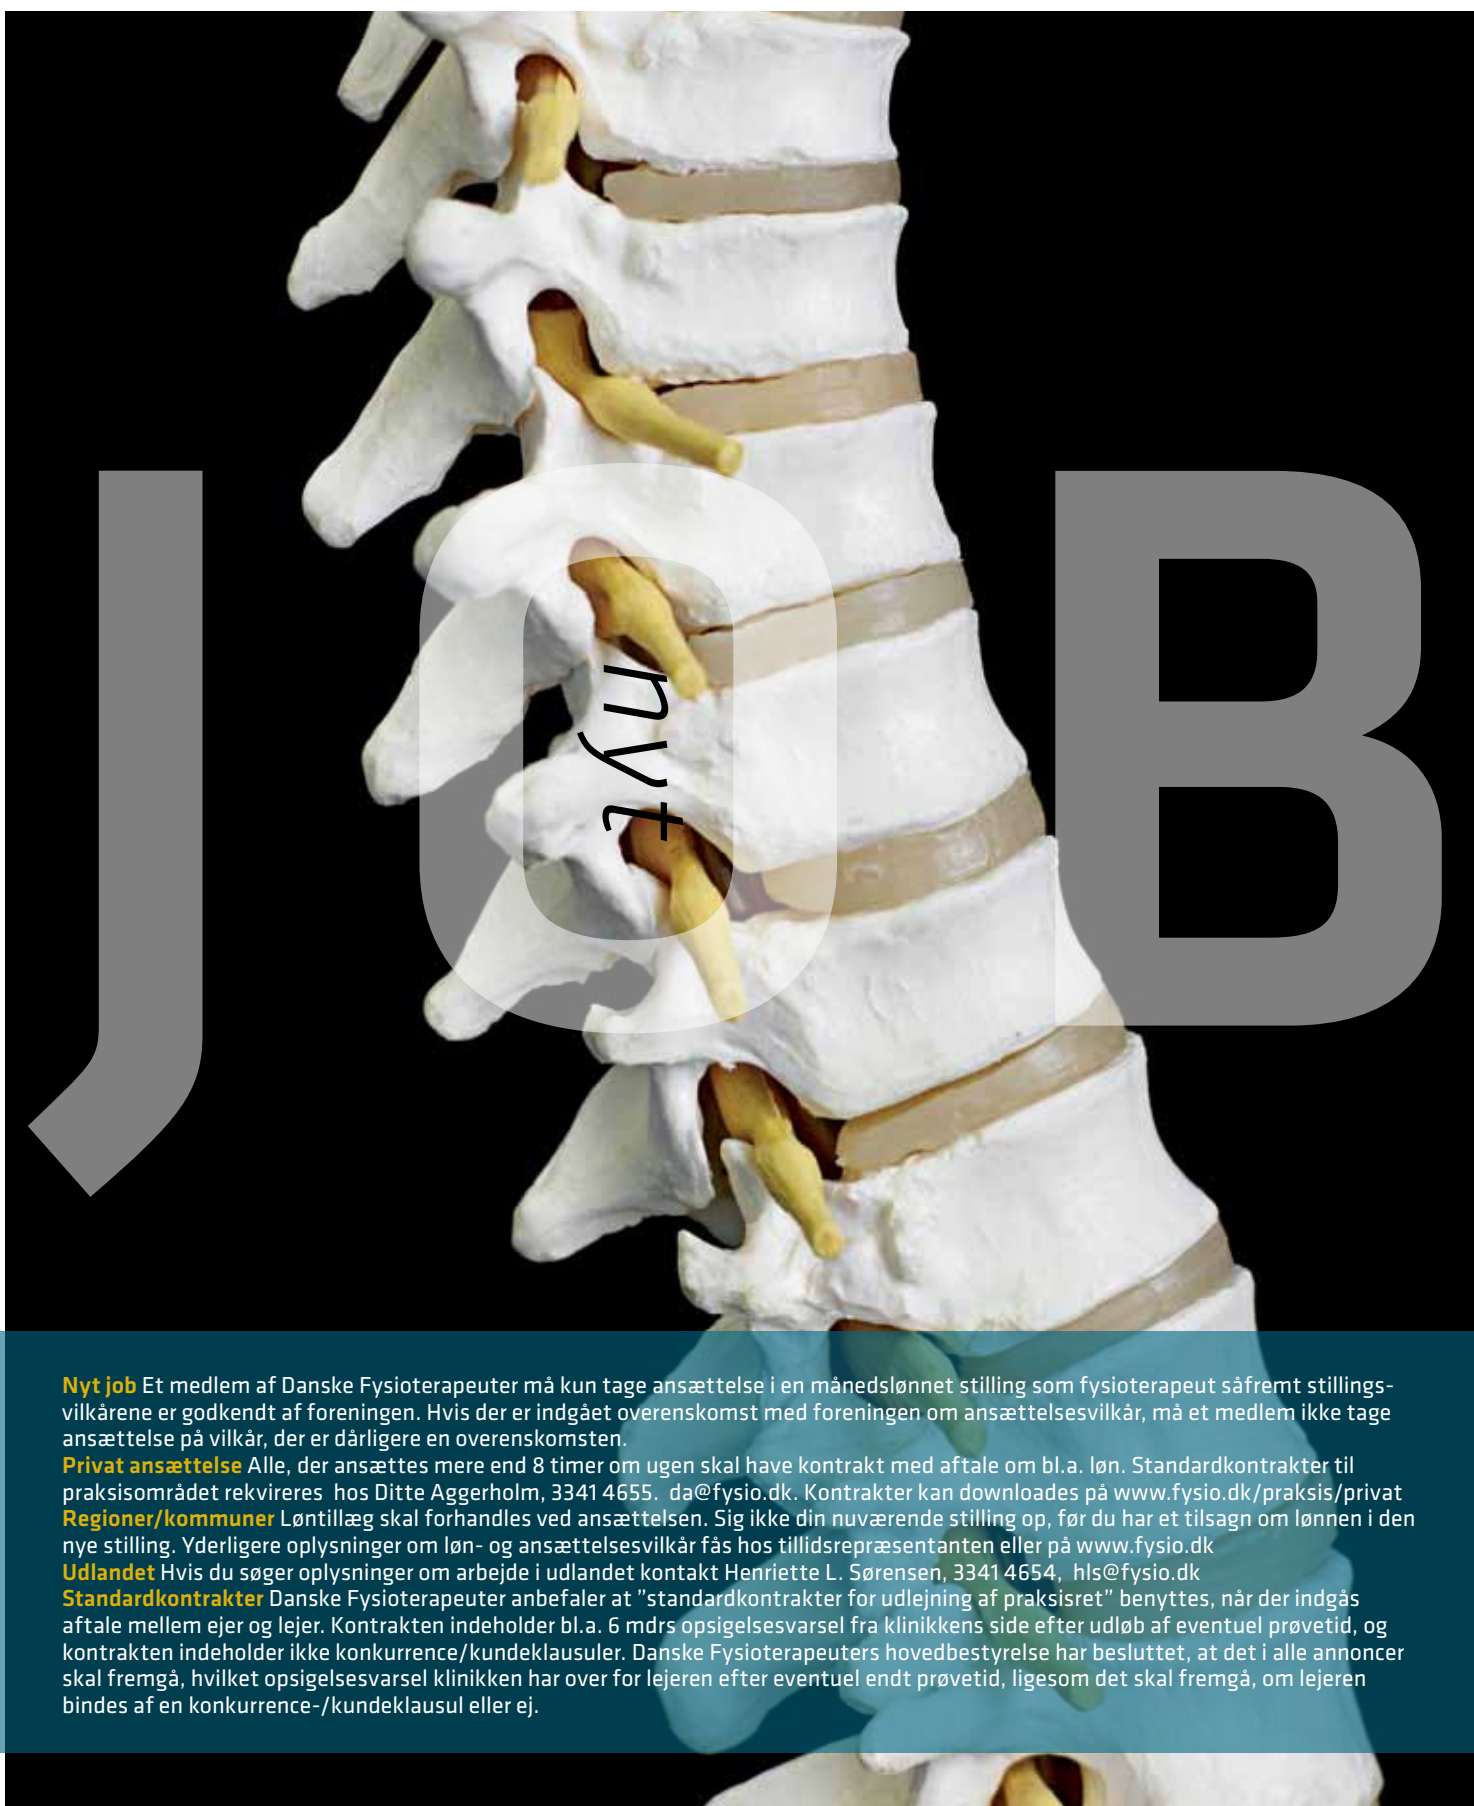 JOB
nyt
Nyt job Et medlem af Danske Fysioterapeuter må kun tage ansættelse i en månedslønnet stilling som fysioterapeut såfremt stillings-
vilkårene er godkendt af foreningen. Hvis der er indgået overenskomst med foreningen om ansættelsesvilkår, må et medlem ikke tage
ansættelse på vilkår, der er dårligere en overenskomsten.
Privat ansættelse Alle, der ansættes mere end 8 timer om ugen skal have kontrakt med aftale om bl.a. løn. Standardkontrakter til
praksisområdet rekvireres hos Ditte Aggerholm, 3341 4655. da@fysio.dk. Kontrakter kan downloades på www.fysio.dk/praksis/privat
Regioner/kommuner Løntillæg skal forhandles ved ansættelsen. Sig ikke din nuværende stilling op, før du har et tilsagn om lønnen i den
nye stilling. Yderligere oplysninger om løn- og ansættelsesvilkår fås hos tillidsrepræsentanten eller på www.fysio.dk
Udlandet Hvis du søger oplysninger om arbejde i udlandet kontakt Henriette L. Sørensen, 3341 4654, hls@fysio.dk
Standardkontrakter Danske Fysioterapeuter anbefaler at ”standardkontrakter for udlejning af praksisret” benyttes, når der indgås
aftale mellem ejer og lejer. Kontrakten indeholder bl.a. 6 mdrs opsigelsesvarsel fra klinikkens side efter udløb af eventuel prøvetid, og
kontrakten indeholder ikke konkurrence/kundeklausuler. Danske Fysioterapeuters hovedbestyrelse har besluttet, at det i alle annoncer
skal fremgå, hvilket opsigelsesvarsel klinikken har over for lejeren efter eventuel endt prøvetid, ligesom det skal fremgå, om lejeren
bindes af en konkurrence-/kundeklausul eller ej.